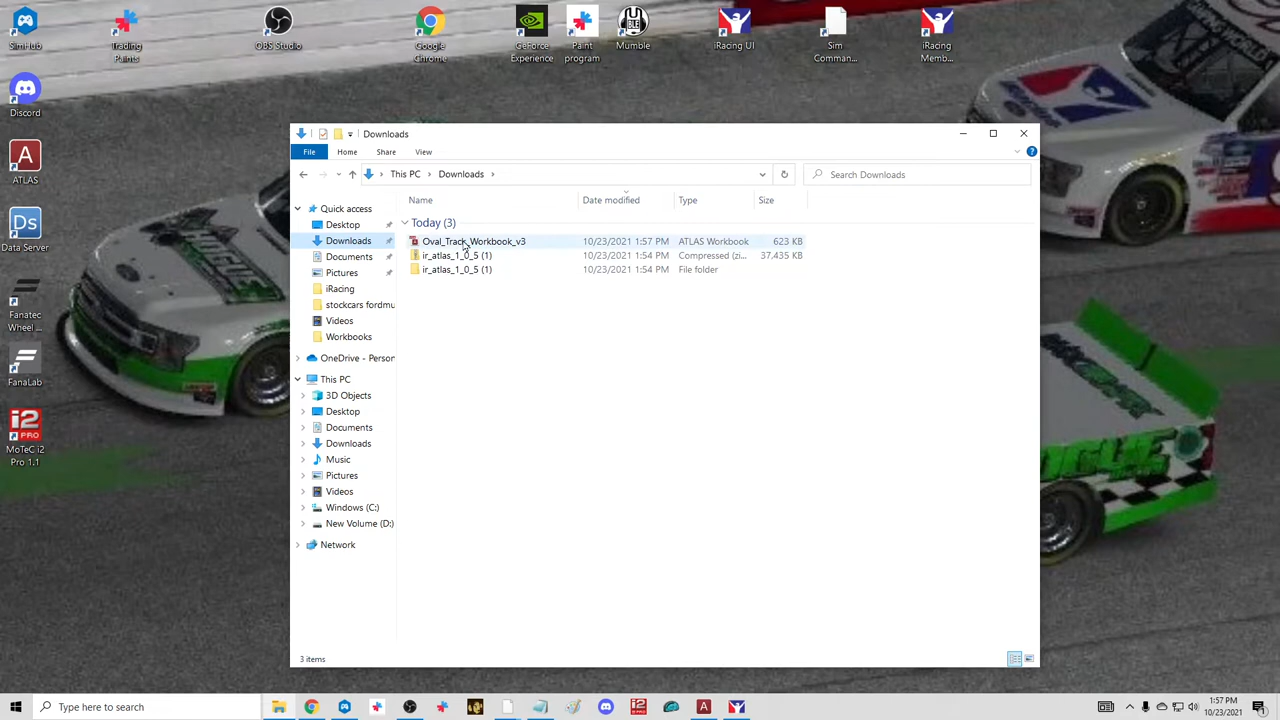 SimHub
Trading
Paints
OBS Studio
Google
Chrome
GeForce
Experience
Paint
program
Mumble
iRacing UI
Sim
Comman...
iRacing
Memb...
Discord
ATLAS
Data Server
Fanatec
Wheel ...
FanaLab
MoTeC i2
Pro 1.1
Downloads
File
Home
Share
View
This PC
Downloads
Search Downloads
Name
Date modified
Type
Size
Today (3)
Oval_Track_Workbook_v3 10/23/2021 1:57 PM ATLAS Workbook 623 KB
ir_atlas_1_0_5 (1) 10/23/2021 1:54 PM Compressed (zi... 37,435 KB
ir_atlas_1_0_5 (1) 10/23/2021 1:54 PM File folder
Quick access
Desktop
Downloads
Documents
Pictures
iRacing
stockcars fordmu
Videos
Workbooks
OneDrive - Person
This PC
3D Objects
Desktop
Documents
Downloads
Music
Pictures
Videos
Windows (C:)
New Volume (D:)
Network
3 items
Type here to search
1:57 PM
10/23/2021